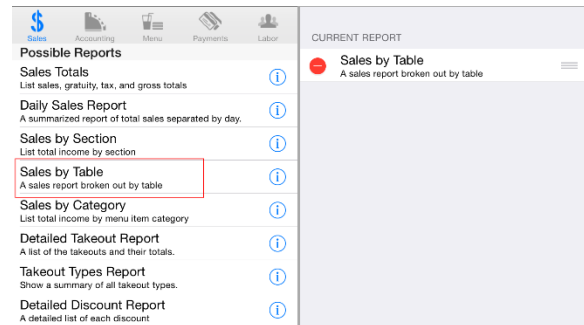 Sales Accounting Menu Payments Labor
Possible Reports
Sales Totals
List sales, gratuity, tax, and gross totals
Daily Sales Report
A summarized report of total sales separated by day.
Sales by Section
List total income by section
Sales by Table
A sales report broken out by table
Sales by Category
List total income by menu item category
Detailed Takeout Report
A list of the takeouts and their totals.
Takeout Types Report
Show a summary of all takeout types.
Detailed Discount Report
A detailed list of each discount
CURRENT REPORT
Sales by Table
A sales report broken out by table